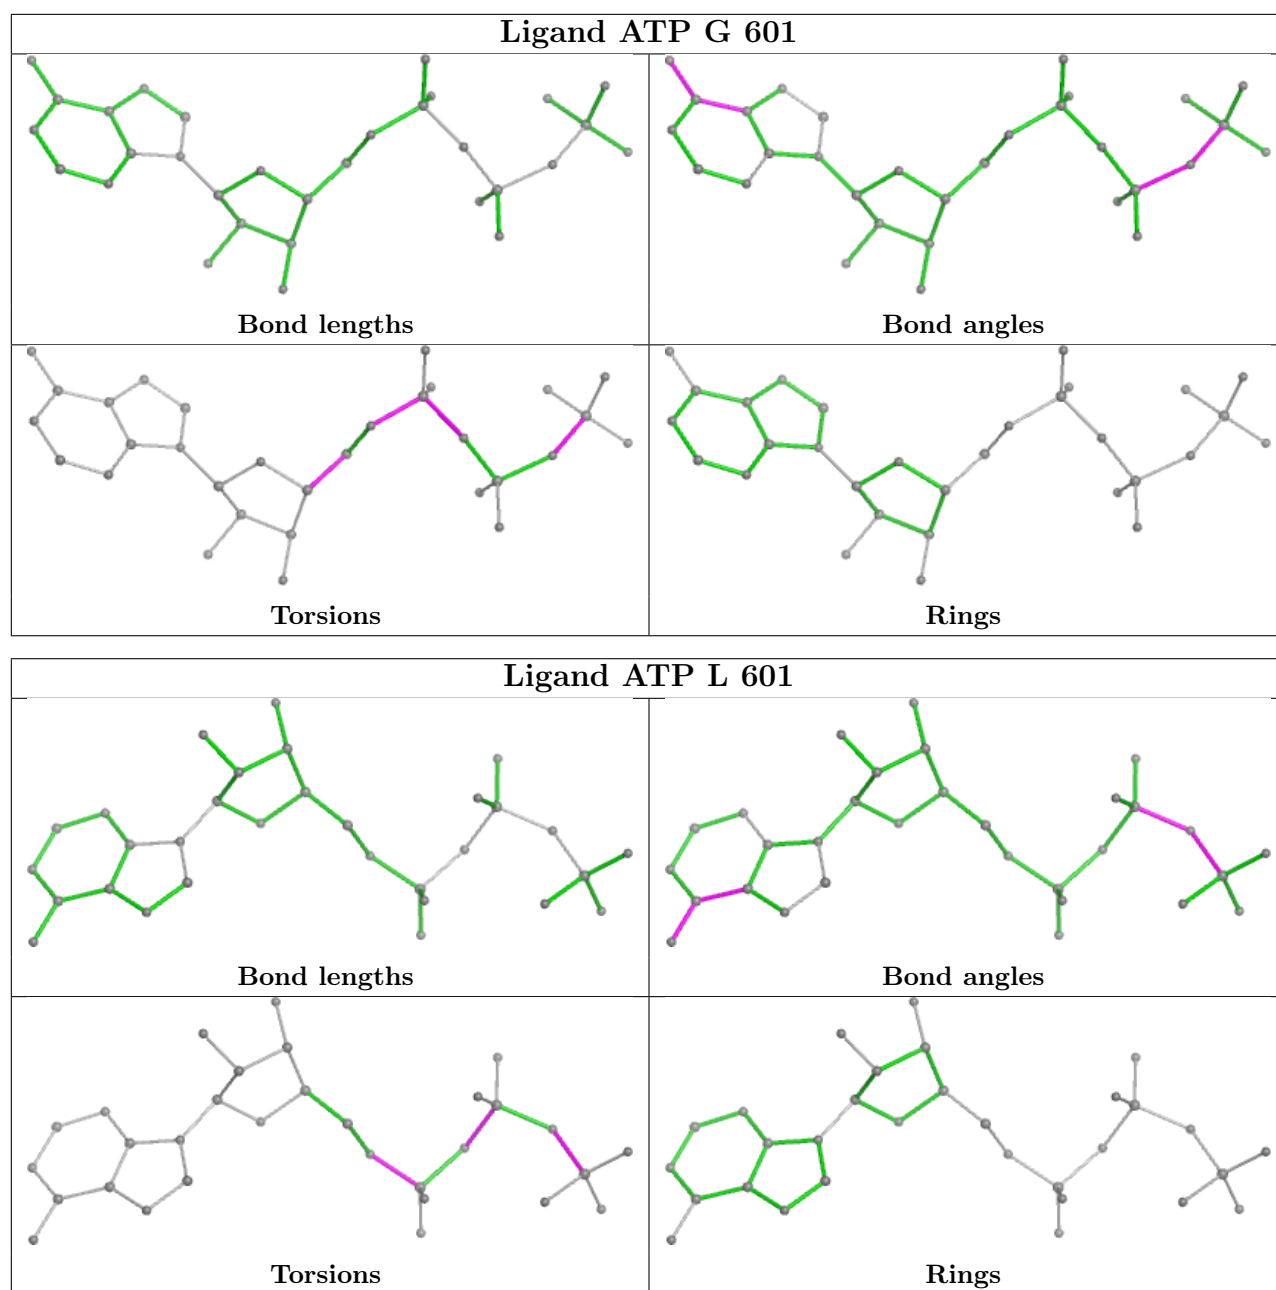 Ligand ATP G 601
Bond lengths
Bond angles
Torsions
Rings
Ligand ATP L 601
Bond lengths
Bond angles
Torsions
Rings